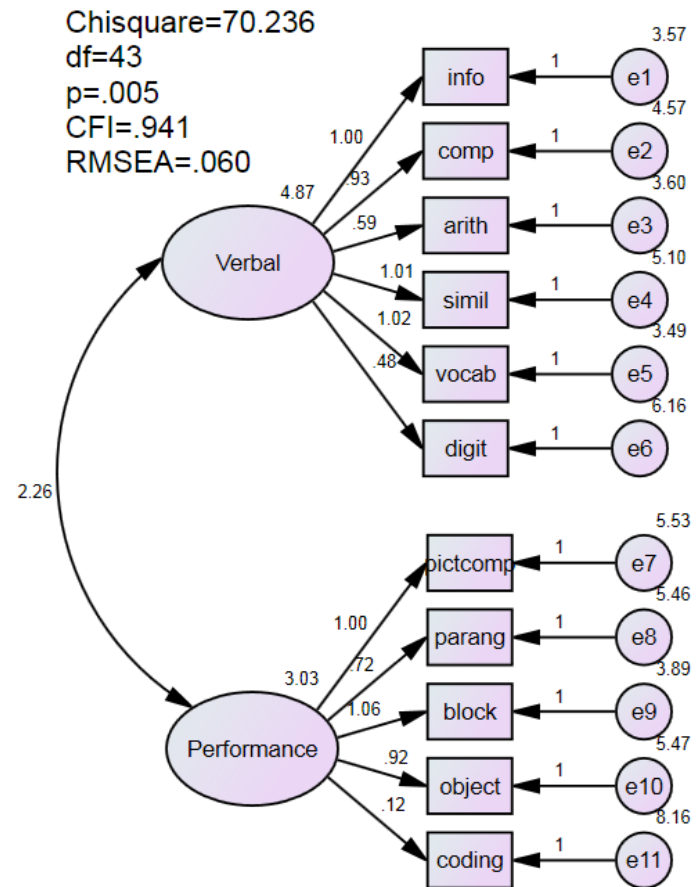 Chisquare=70.236
df=43
p=.005
CFI=.941
RMSEA=.060
3.57
info
1
e1
1.00
4.57
comp
1
e2
.93
3.60
4.87
.59
arith
1
e3
Verbal
5.10
1.01
simil
1
e4
3.49
1.02
vocab
1
e5
6.16
.48
digit
1
e6
2.26
5.53
pictcomp
1
e7
1.00
5.46
parang
1
e8
.72
3.89
3.03
1.06
block
1
e9
Performance
5.47
.92
object
1
e10
8.16
.12
coding
1
e11